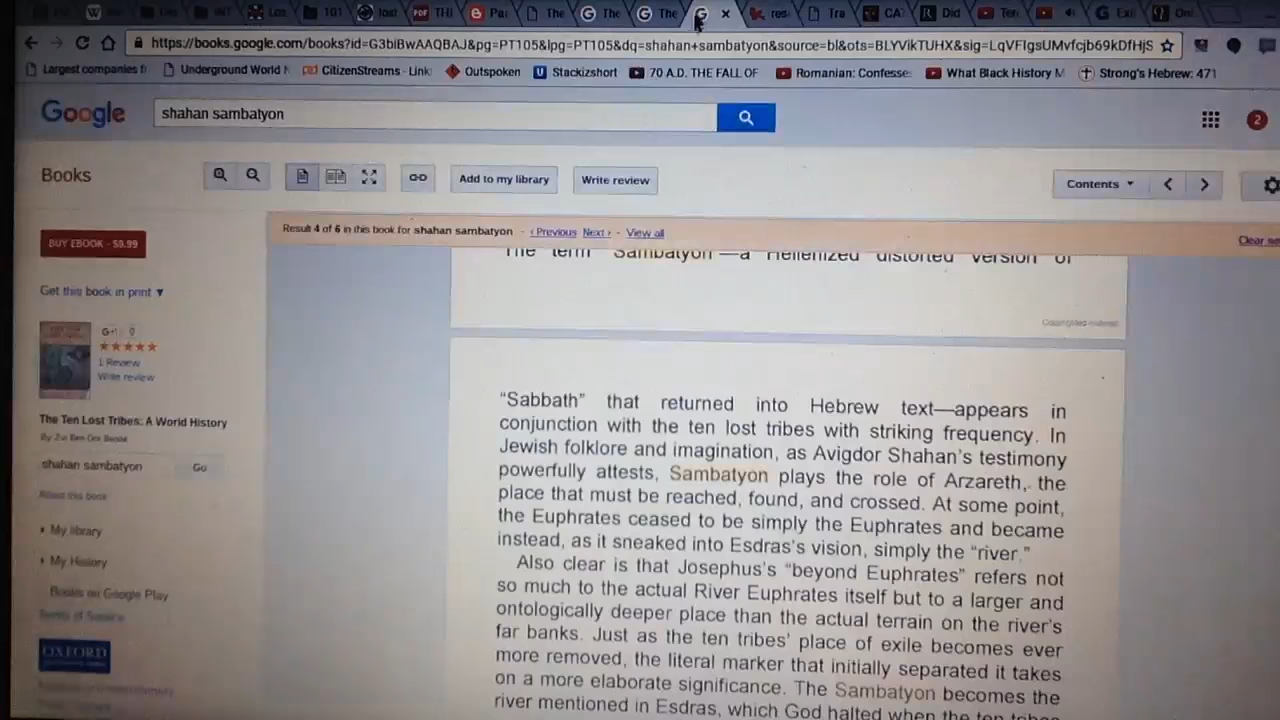 https://books.google.com/books?id=G3biBwAAQBAJ&pg=PT105&lpg=PT105&dq=shahan+sambatyon&source=bl&ots=BLYVikTUHX&sig=LqVFIgsUMvfcjb69kDfHjS
Largest companies f
Underground World
CitizenStreams - Link
Outspoken
Stackizshort
70 A.D. THE FALL OF
Romanian: Confesse
What Black History M
Strong's Hebrew: 471
Google
shahan sambatyon
2
Books
Add to my library
Write review
Contents
BUY EBOOK - $9.99
Result 4 of 6 in this book for shahan sambatyon - ‹ Previous Next › - View all
Clear
Get this book in print ▼
G+1 0
1 Review
Write review
The Ten Lost Tribes: A World History
shahan sambatyon
Go
About this book
My library
My History
Books on Google Play
Terms of Service
OXFORD
The term Sambatyon—a Hellenized distorted version of
Copyrighted material
“Sabbath” that returned into Hebrew text—appears in
conjunction with the ten lost tribes with striking frequency. In
Jewish folklore and imagination, as Avigdor Shahan’s testimony
powerfully attests, Sambatyon plays the role of Arzareth, the
place that must be reached, found, and crossed. At some point,
the Euphrates ceased to be simply the Euphrates and became
instead, as it sneaked into Esdras’s vision, simply the “river.”
Also clear is that Josephus’s “beyond Euphrates” refers not
so much to the actual River Euphrates itself but to a larger and
ontologically deeper place than the actual terrain on the river’s
far banks. Just as the ten tribes’ place of exile becomes ever
more removed, the literal marker that initially separated it takes
on a more elaborate significance. The Sambatyon becomes the
river mentioned in Esdras, which God halted when the ten tribes